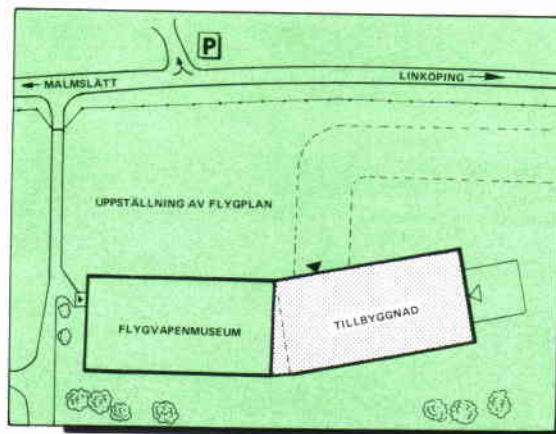 P
MALMSLÄTT
LINKÖPING
UPPSTÄLLNING AV FLYGPLAN
FLYGVAPENMUSEUM
TILLBYGGNAD